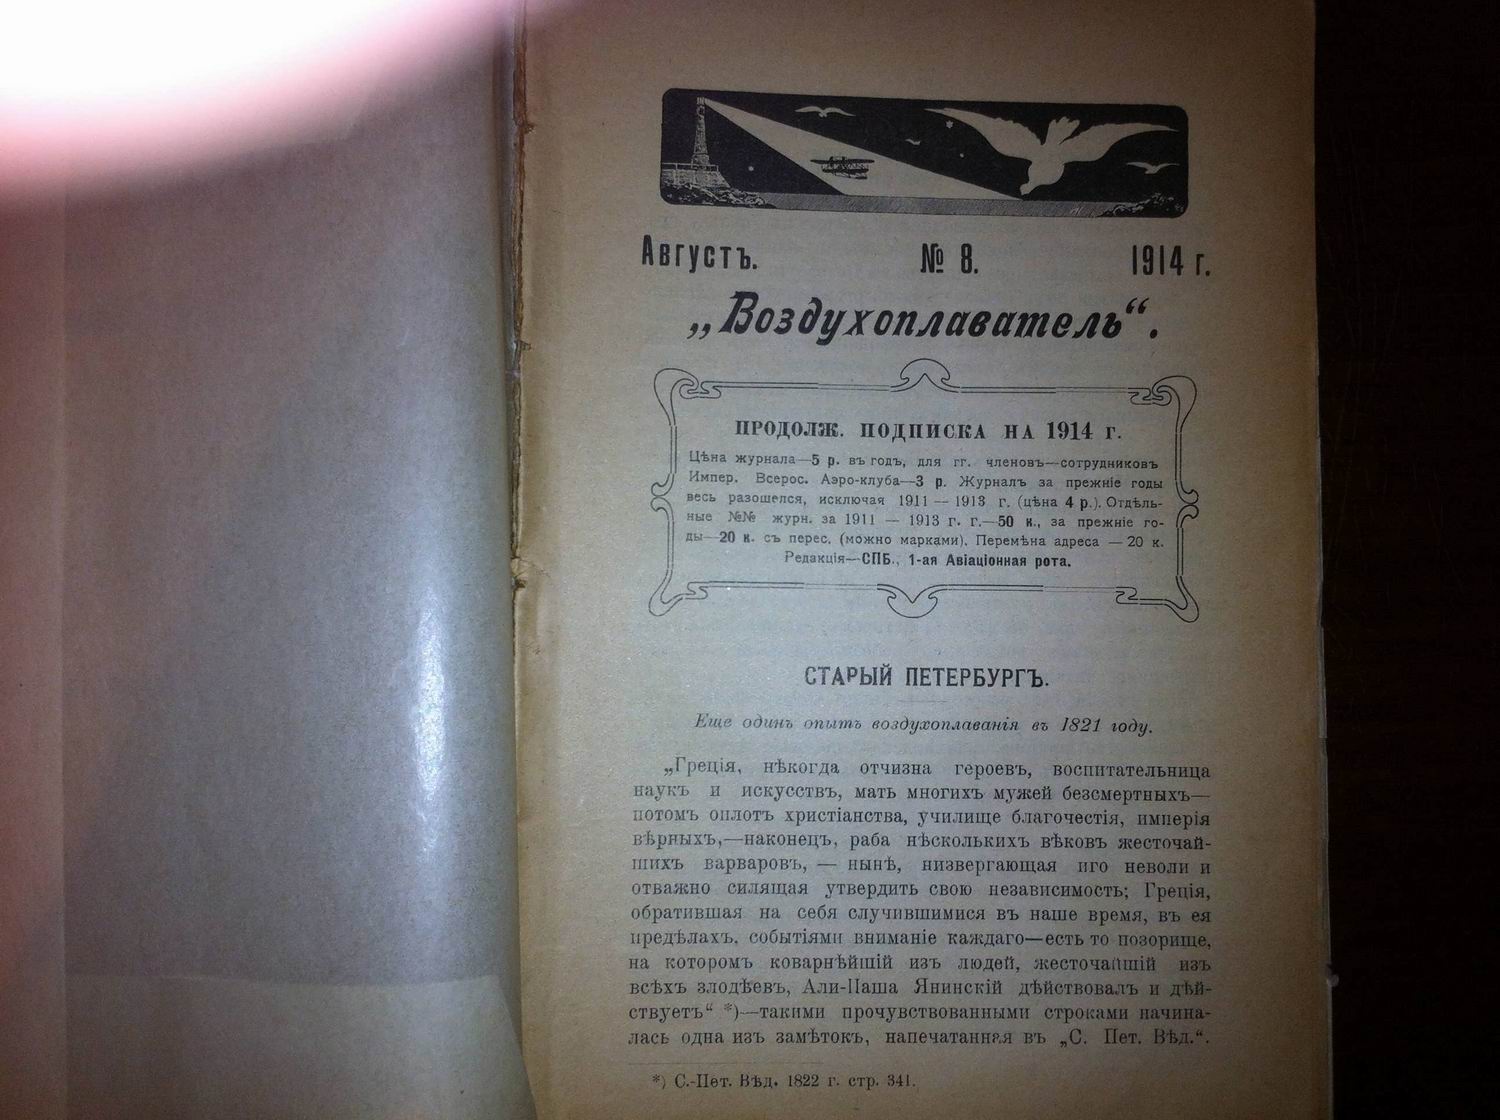 Августъ. № 8. 1914 г.
„Воздухоплаватель“.
ПРОДОЛЖ. ПОДПИСКА НА 1914 г.
Цѣна журнала—5 р. въ годъ, для гг. членовъ—сотрудниковъ
Импер. Всерос. Аэро-клуба—3 р. Журналъ за прежніе годы
весь разошелся, исключая 1911 — 1913 г. (цѣна 4 р.). Отдѣль-
ные №№ журн. за 1911 — 1913 г. г.—50 к., за прежніе го-
ды—20 к. съ перес. (можно марками). Перемѣна адреса — 20 к.
Редакція—СПБ., 1-ая Авіаціонная рота.
СТАРЫЙ ПЕТЕРБУРГЪ.
Еще одинъ опытъ воздухоплаванія въ 1821 году.
„Греція, нѣкогда отчизна героевъ, воспитательница
наукъ и искусствъ, мать многихъ мужей безсмертныхъ—
потомъ оплотъ христіанства, училище благочестія, имперія
вѣрныхъ,—наконецъ, раба нѣсколькихъ вѣковъ жесточай-
шихъ варваровъ, — нынѣ, низвергающая иго неволи и
отважно силящая утвердить свою независимость; Греція,
обратившая на себя случившимися въ наше время, въ ея
предѣлахъ, событіями вниманіе каждаго—есть то позорище,
на которомъ коварнѣйшій изъ людей, жесточайшій изъ
всѣхъ злодѣевъ, Али-Паша Янинскій дѣйствовалъ и дѣй-
ствуетъ“ *)—такими прочувствованными строками начина-
лась одна изъ замѣтокъ, напечатанная въ „С. Пет. Вѣд.“.
*) С.-Пет. Вѣд. 1822 г. стр. 341.